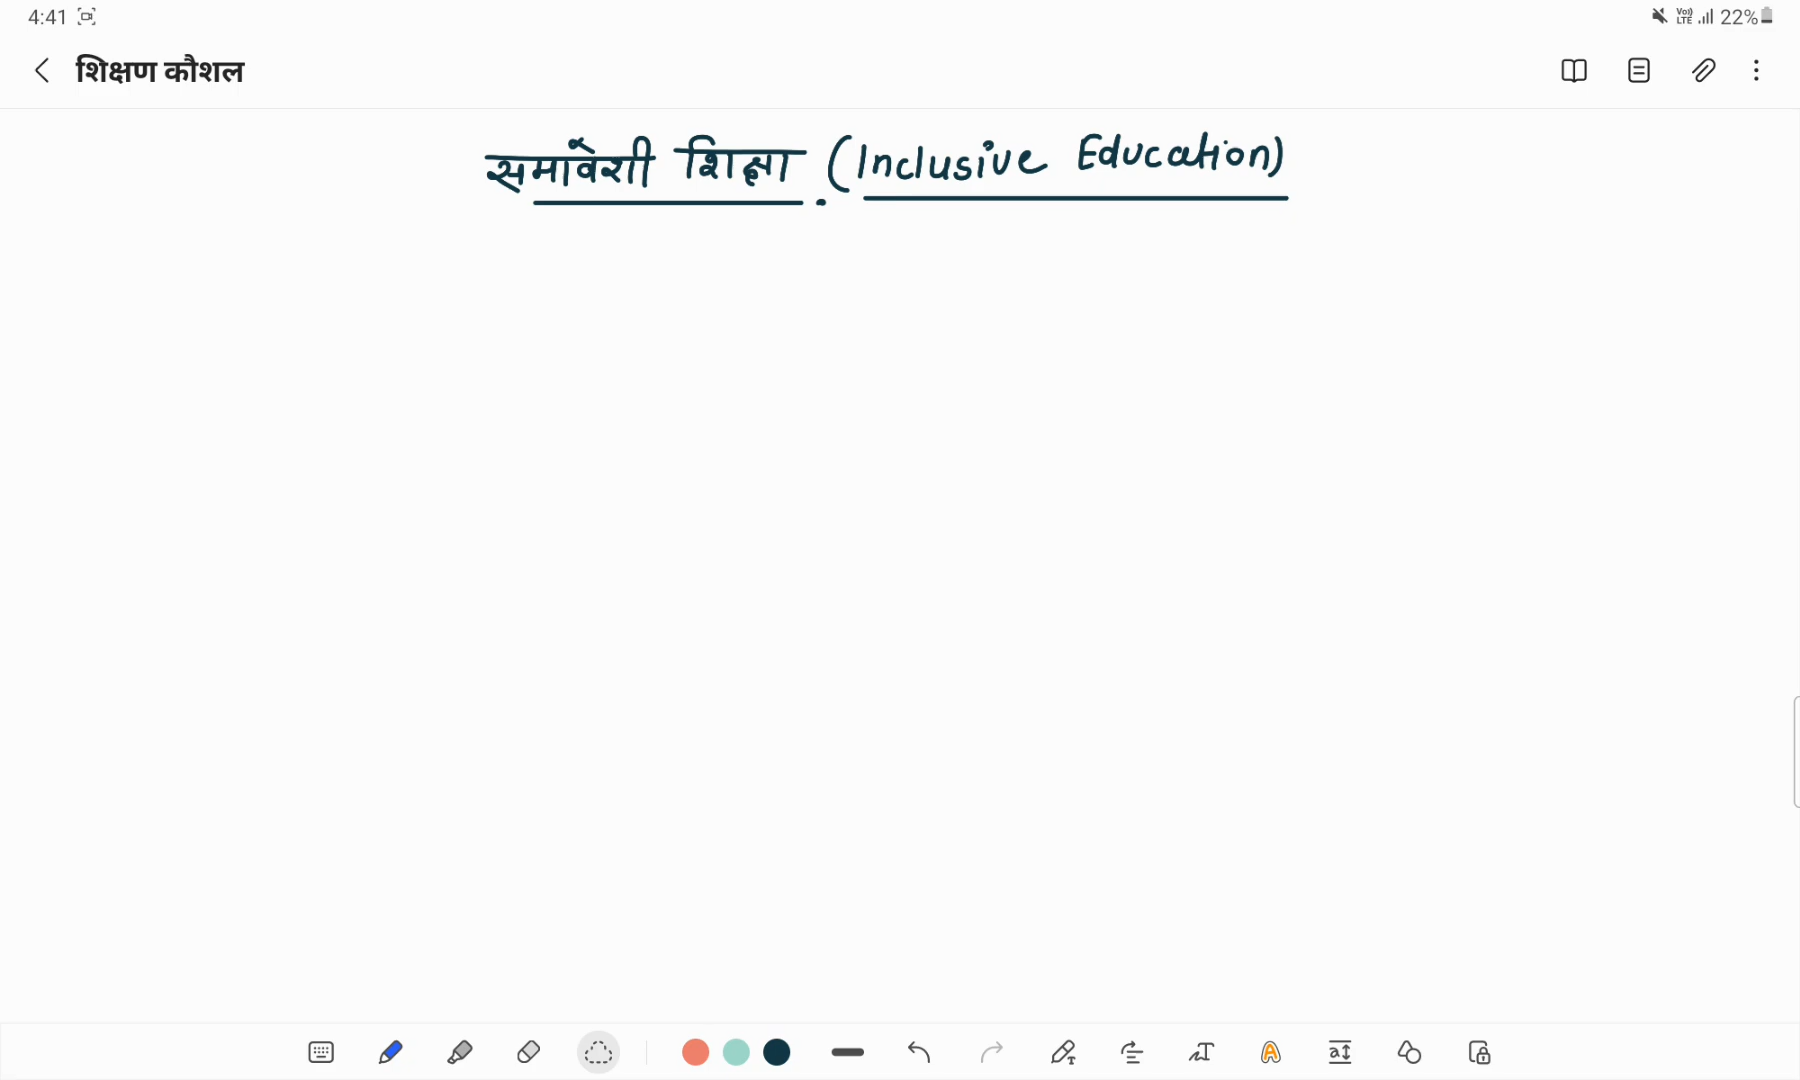 4:41 22%
शिक्षण कौशल
समावेशी शिक्षा (Inclusive Education)